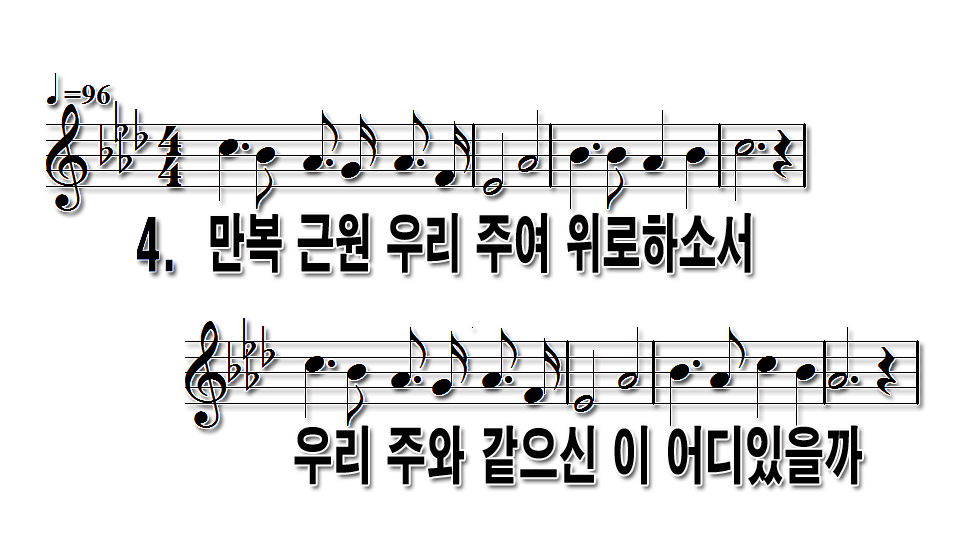 ♩=96
4. 만복 근원 우리 주여 위로하소서
우리 주와 같으신 이 어디있을까